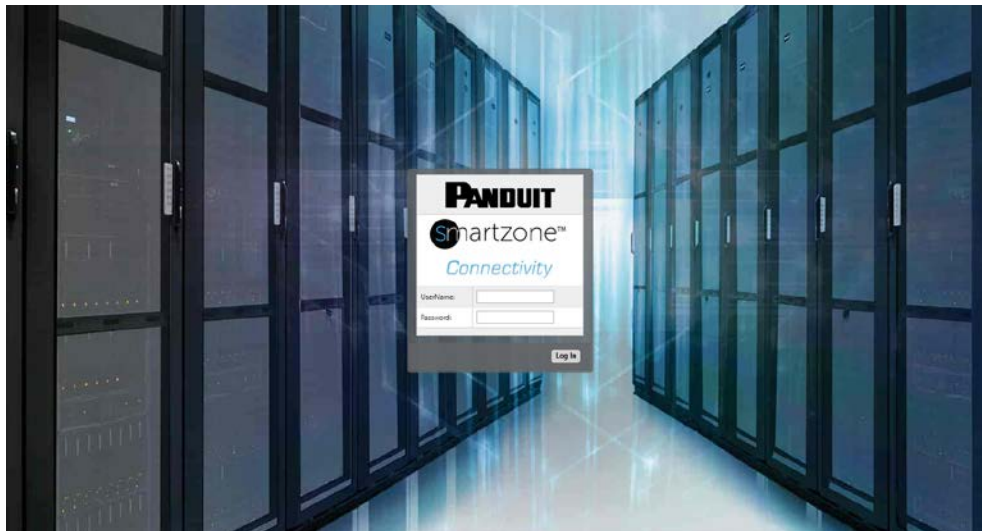 PANDUIT
smartzone™
Connectivity
UserName:
Password:
Log In